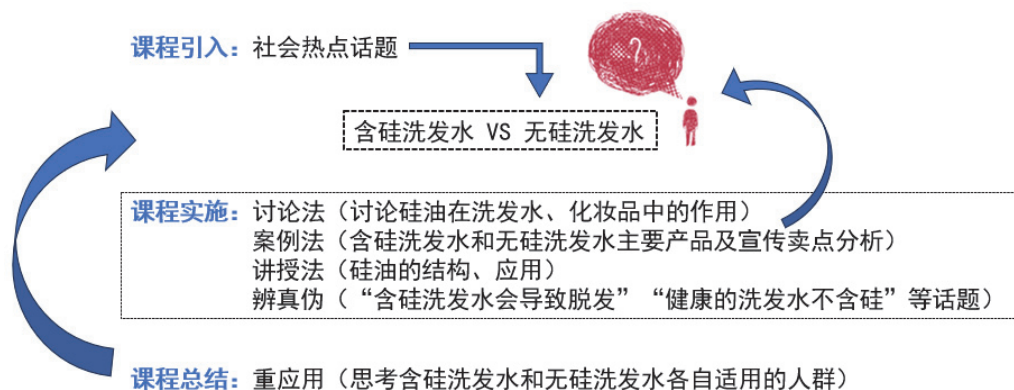 课程引入：社会热点话题
?
含硅洗发水 VS 无硅洗发水
课程实施：讨论法（讨论硅油在洗发水、化妆品中的作用）
案例法（含硅洗发水和无硅洗发水主要产品及宣传卖点分析）
讲授法（硅油的结构、应用）
辨真伪（“含硅洗发水会导致脱发”“健康的洗发水不含硅”等话题）
课程总结：重应用（思考含硅洗发水和无硅洗发水各自适用的人群）